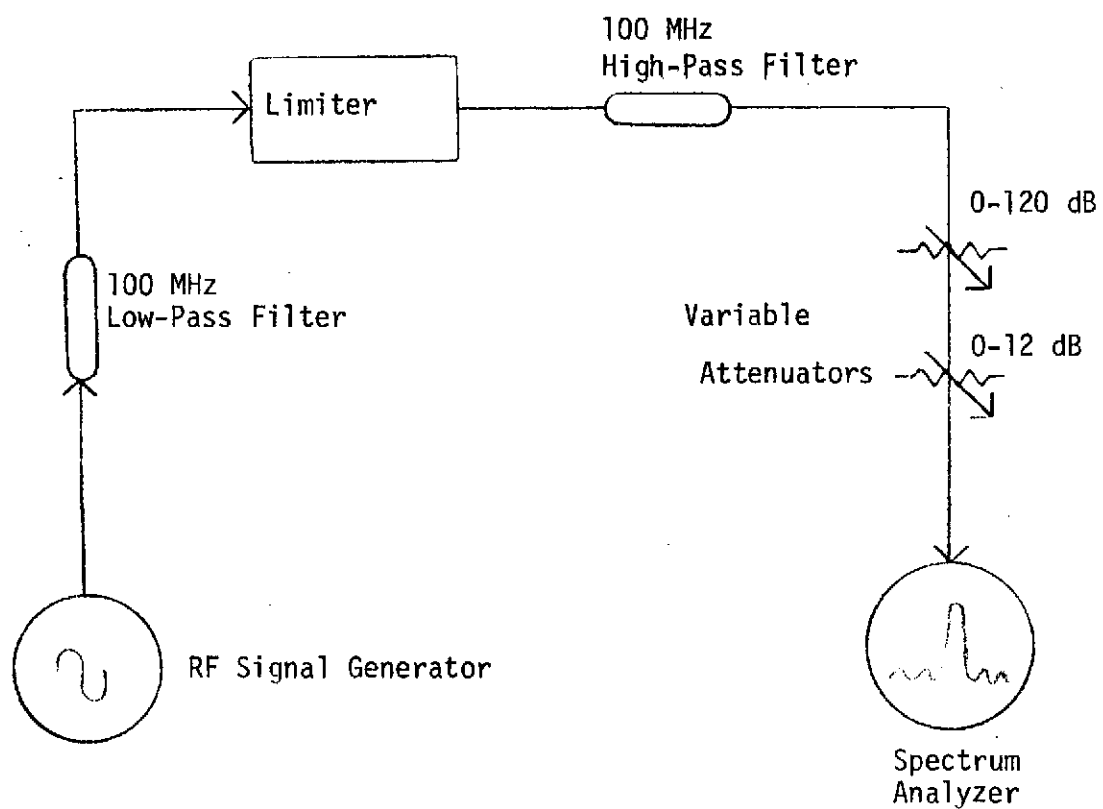 100 MHz
High-Pass Filter
Limiter
0-120 dB
100 MHz
Low-Pass Filter
Variable
Attenuators
0-12 dB
RF Signal Generator
Spectrum
Analyzer